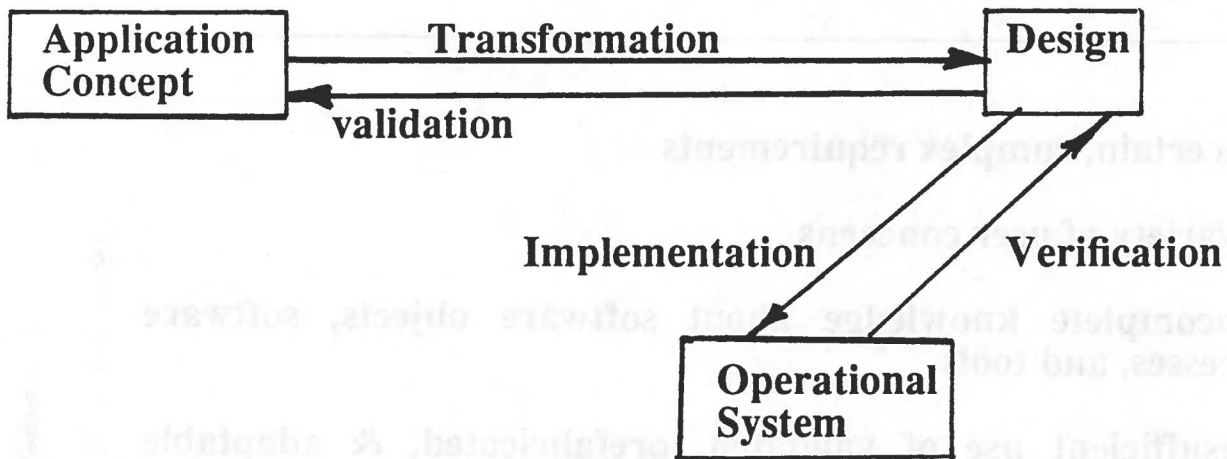 Application
Concept
Transformation
Design
validation
Implementation
Verification
Operational
System